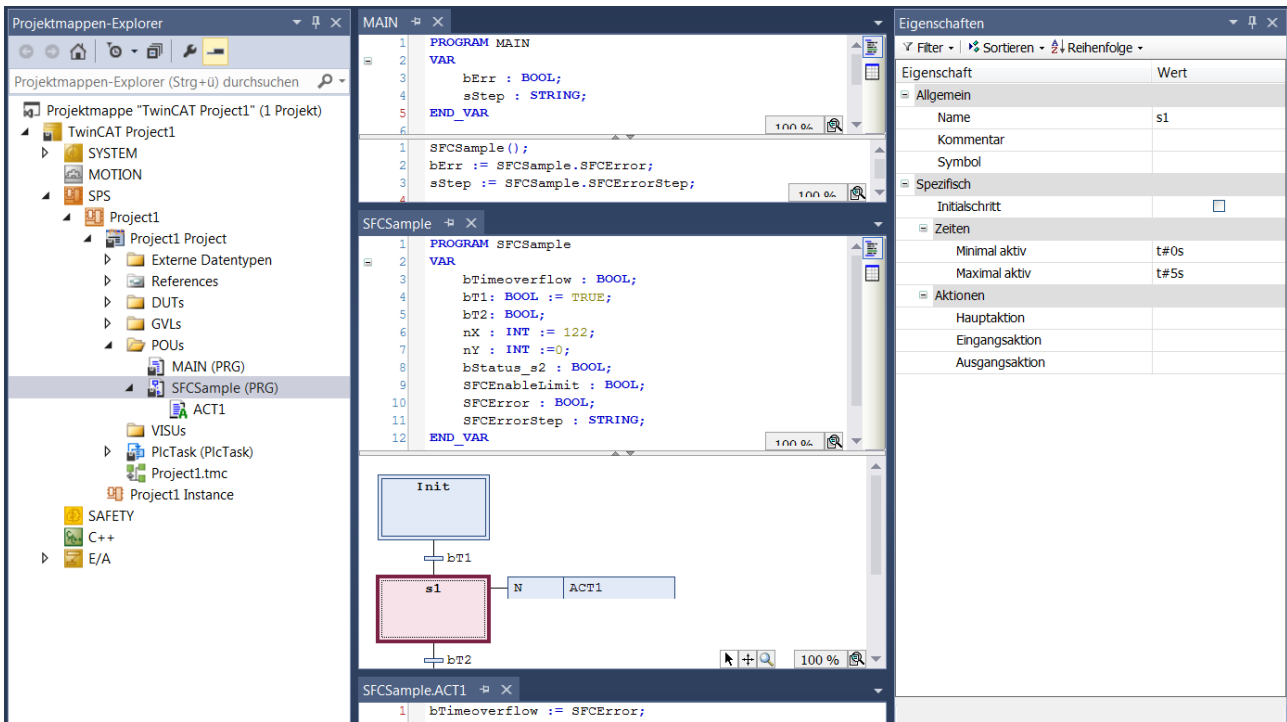 Projektmappen-Explorer
Projektmappen-Explorer (Strg+ü) durchsuchen
Projektmappe "TwinCAT Project1" (1 Projekt)
TwinCAT Project1
SYSTEM
MOTION
SPS
Project1
Project1 Project
Externe Datentypen
References
DUTs
GVLs
POUs
MAIN (PRG)
SFCSample (PRG)
ACT1
VISUs
PlcTask (PlcTask)
Project1.tmc
Project1 Instance
SAFETY
C++
E/A
MAIN
1 PROGRAM MAIN
2 VAR
3 bErr : BOOL;
4 sStep : STRING;
5 END_VAR
6
100 %
1 SFCSample();
2 bErr := SFCSample.SFCError;
3 sStep := SFCSample.SFCErrorStep;
4
100 %
SFCSample
1 PROGRAM SFCSample
2 VAR
3 bTimeoverflow : BOOL;
4 bT1: BOOL := TRUE;
5 bT2: BOOL;
6 nX : INT := 122;
7 nY : INT :=0;
8 bStatus_s2 : BOOL;
9 SFCEnableLimit : BOOL;
10 SFCError : BOOL;
11 SFCErrorStep : STRING;
12 END_VAR
100 %
Init
bT1
s1 N ACT1
bT2
100 %
SFCSample.ACT1
1 bTimeoverflow := SFCError;
Eigenschaften
Filter Sortieren Reihenfolge
Eigenschaft Wert
Allgemein
Name s1
Kommentar
Symbol
Spezifisch
Initialschritt
Zeiten
Minimal aktiv t#0s
Maximal aktiv t#5s
Aktionen
Hauptaktion
Eingangsaktion
Ausgangsaktion